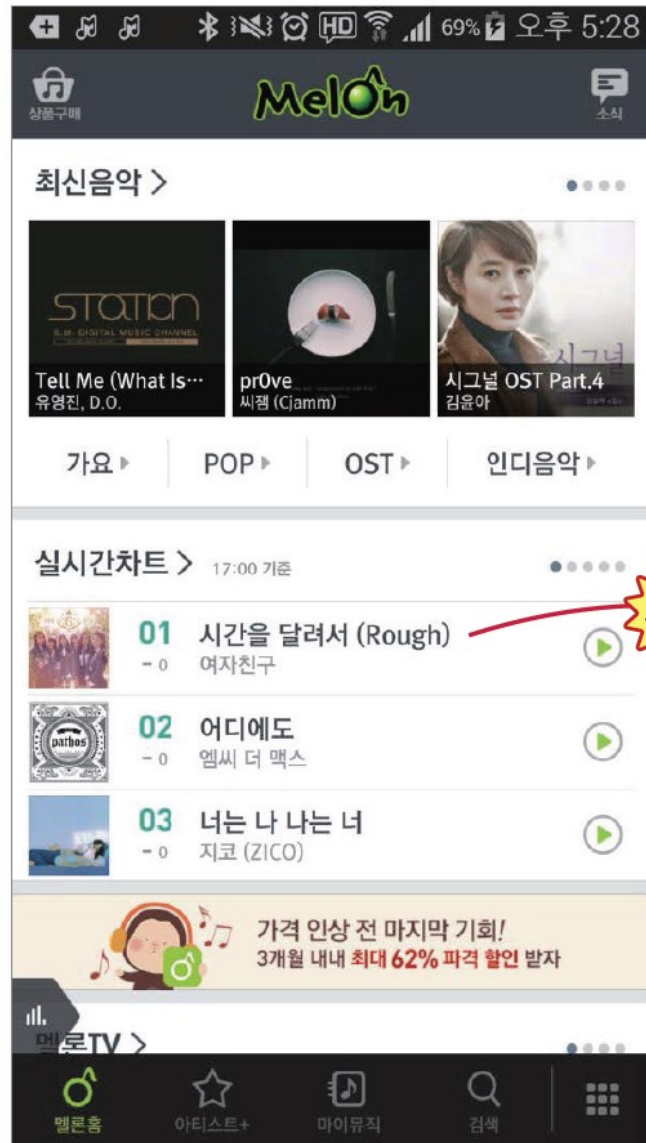 69% 오후 5:28
상품구매
Melon
소식
최신음악 >
STATION
S.M. DIGITAL MUSIC CHANNEL
시그널
Tell Me (What Is…
유영진, D.O.
pr0ve
씨잼 (Cjamm)
시그널 OST Part.4
김윤아
가요
POP
OST
인디음악
실시간차트 > 17:00 기준
01 시간을 달려서 (Rough)
- 0 여자친구
pathos
02 어디에도
- 0 엠씨 더 맥스
03 너는 나 나는 너
- 0 지코 (ZICO)
가격 인상 전 마지막 기회!
3개월 내내 최대 62% 파격 할인 받자
멜론TV >
멜론홈
아티스트+
마이뮤직
검색